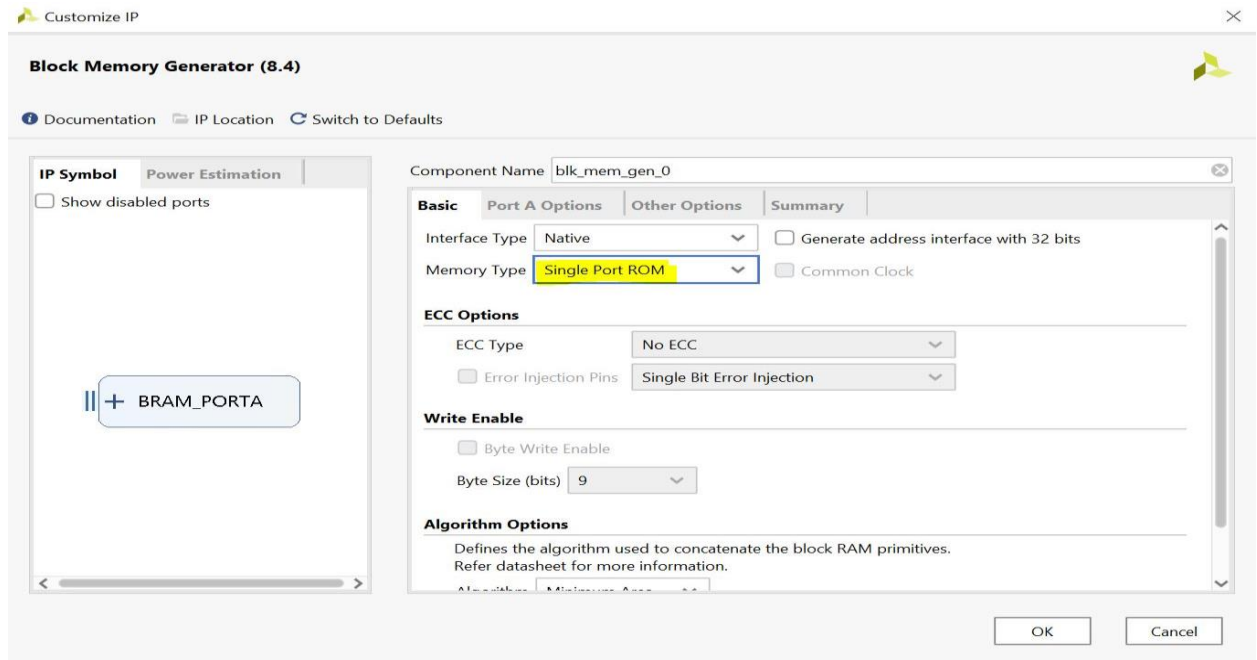 Customize IP
Block Memory Generator (8.4)
Documentation IP Location Switch to Defaults
IP Symbol Power Estimation
Show disabled ports
BRAM_PORTA
Component Name blk_mem_gen_0
Basic Port A Options Other Options Summary
Interface Type Native Generate address interface with 32 bits
Memory Type Single Port ROM Common Clock
ECC Options
ECC Type No ECC
Error Injection Pins Single Bit Error Injection
Write Enable
Byte Write Enable
Byte Size (bits) 9
Algorithm Options
Defines the algorithm used to concatenate the block RAM primitives.
Refer datasheet for more information.
Algorithm Minimum Area
OK Cancel